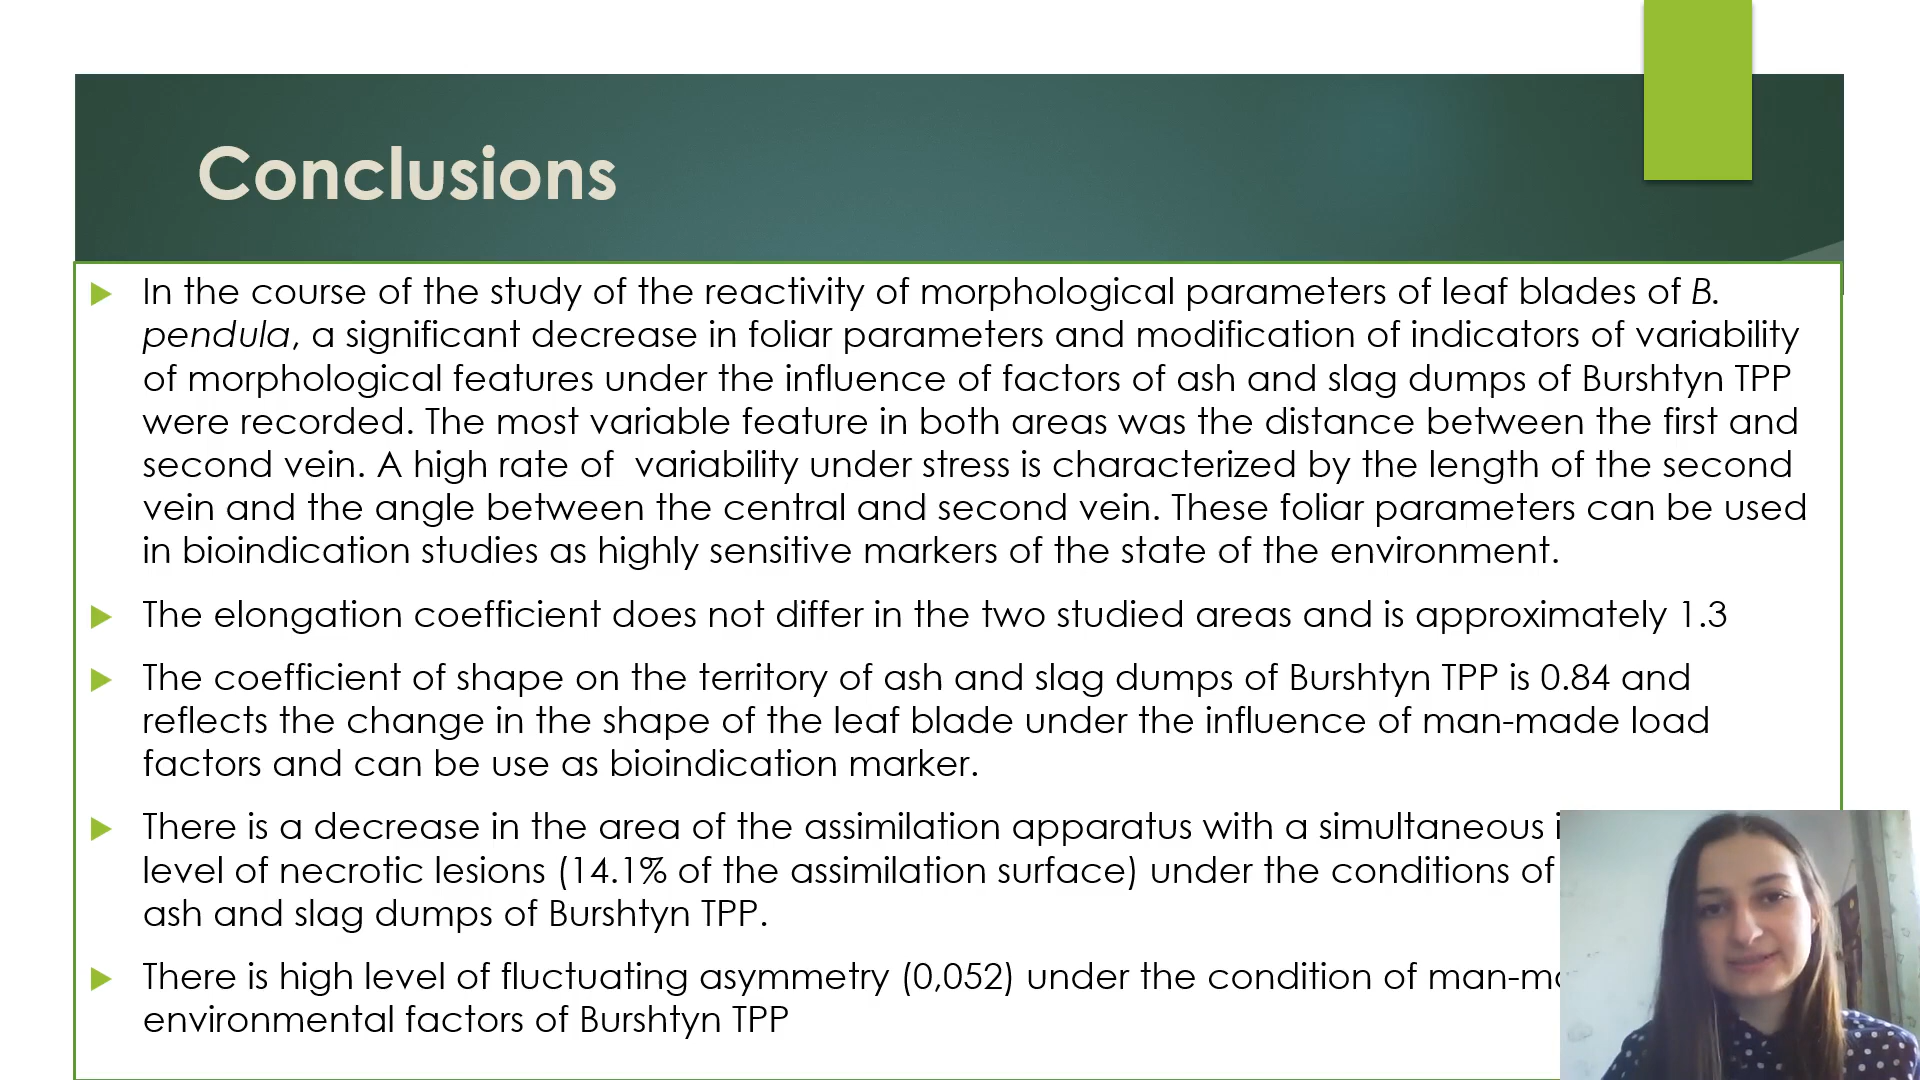 Conclusions
In the course of the study of the reactivity of morphological parameters of leaf blades of B.
pendula, a significant decrease in foliar parameters and modification of indicators of variability
of morphological features under the influence of factors of ash and slag dumps of Burshtyn TPP
were recorded. The most variable feature in both areas was the distance between the first and
second vein. A high rate of variability under stress is characterized by the length of the second
vein and the angle between the central and second vein. These foliar parameters can be used
in bioindication studies as highly sensitive markers of the state of the environment.
The elongation coefficient does not differ in the two studied areas and is approximately 1.3
The coefficient of shape on the territory of ash and slag dumps of Burshtyn TPP is 0.84 and
reflects the change in the shape of the leaf blade under the influence of man-made load
factors and can be use as bioindication marker.
There is a decrease in the area of the assimilation apparatus with a simultaneous
level of necrotic lesions (14.1% of the assimilation surface) under the conditions of
ash and slag dumps of Burshtyn TPP.
There is high level of fluctuating asymmetry (0,052) under the condition of
environmental factors of Burshtyn TPP